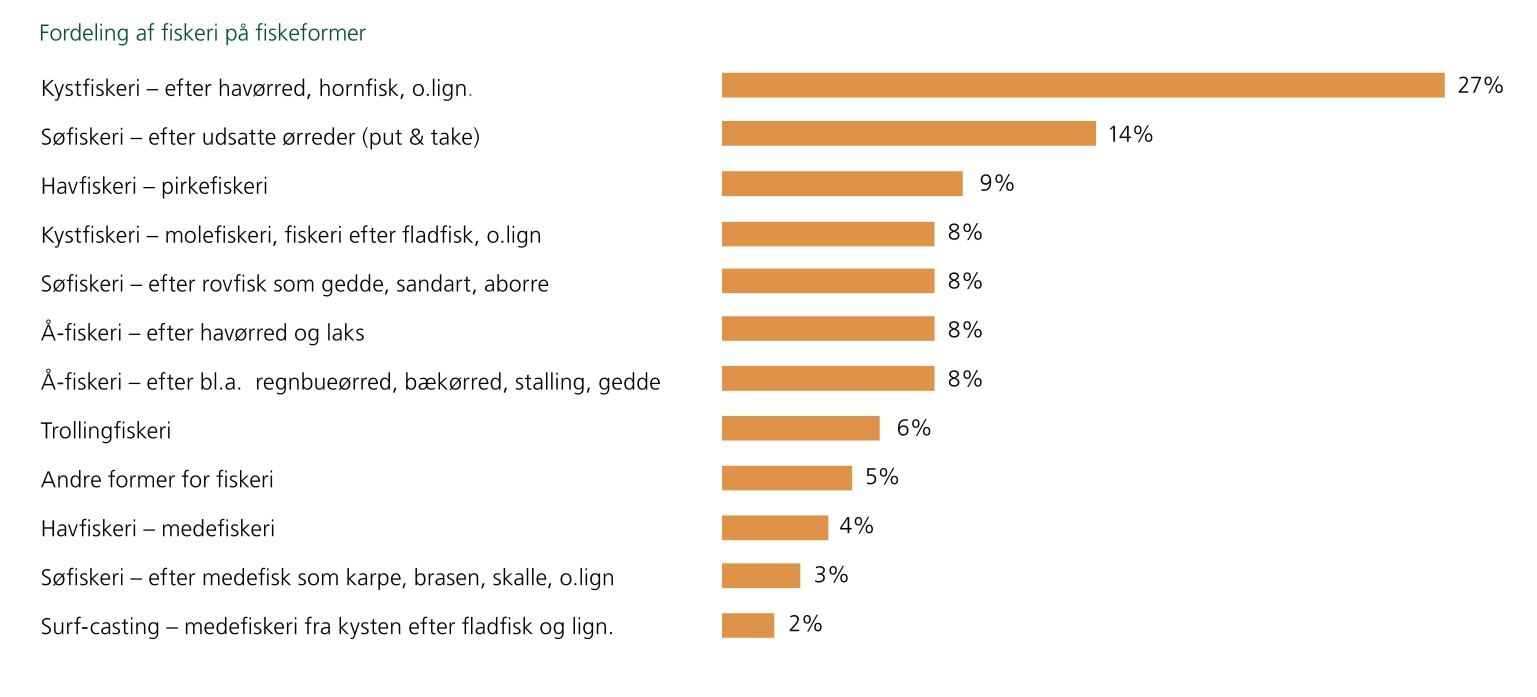 Fordeling af fiskeri på fiskeformer
Kystfiskeri – efter havørred, hornfisk, o.lign. 27%
Søfiskeri – efter udsatte ørreder (put & take) 14%
Havfiskeri – pirkefiskeri 9%
Kystfiskeri – molefiskeri, fiskeri efter fladfisk, o.lign 8%
Søfiskeri – efter rovfisk som gedde, sandart, aborre 8%
Å-fiskeri – efter havørred og laks 8%
Å-fiskeri – efter bl.a. regnbueørred, bækørred, stalling, gedde 8%
Trollingfiskeri 6%
Andre former for fiskeri 5%
Havfiskeri – medefiskeri 4%
Søfiskeri – efter medefisk som karpe, brasen, skalle, o.lign 3%
Surf-casting – medefiskeri fra kysten efter fladfisk og lign. 2%